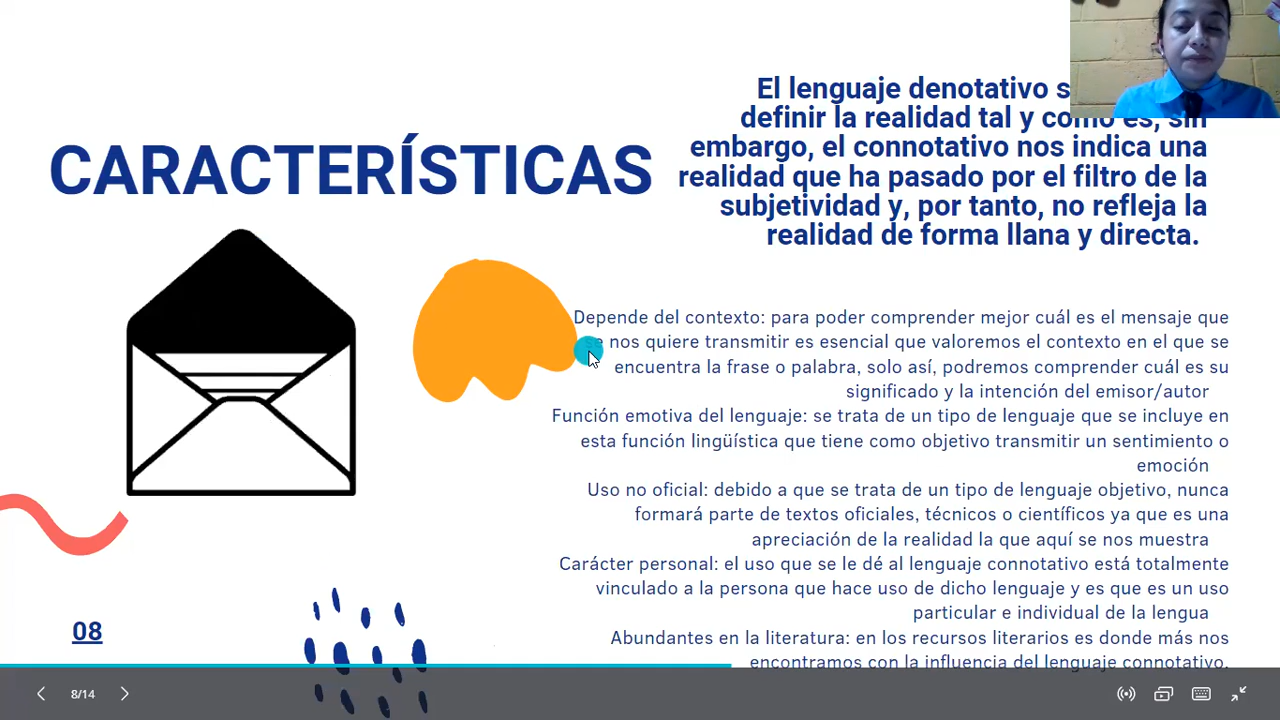 El lenguaje denotativo
definir la realidad tal y como es, sin
embargo, el connotativo nos indica una
realidad que ha pasado por el filtro de la
subjetividad y, por tanto, no refleja la
realidad de forma llana y directa.
CARACTERÍSTICAS
Depende del contexto: para poder comprender mejor cuál es el mensaje que
se nos quiere transmitir es esencial que valoremos el contexto en el que se
encuentra la frase o palabra, solo así, podremos comprender cuál es su
significado y la intención del emisor/autor
Función emotiva del lenguaje: se trata de un tipo de lenguaje que se incluye en
esta función lingüística que tiene como objetivo transmitir un sentimiento o
emoción
Uso no oficial: debido a que se trata de un tipo de lenguaje objetivo, nunca
formará parte de textos oficiales, técnicos o científicos ya que es una
apreciación de la realidad la que aquí se nos muestra
Carácter personal: el uso que se le dé al lenguaje connotativo está totalmente
vinculado a la persona que hace uso de dicho lenguaje y es que es un uso
particular e individual de la lengua
Abundantes en la literatura: en los recursos literarios es donde más nos
encontramos con la influencia del lenguaje connotativo.
08
8/14